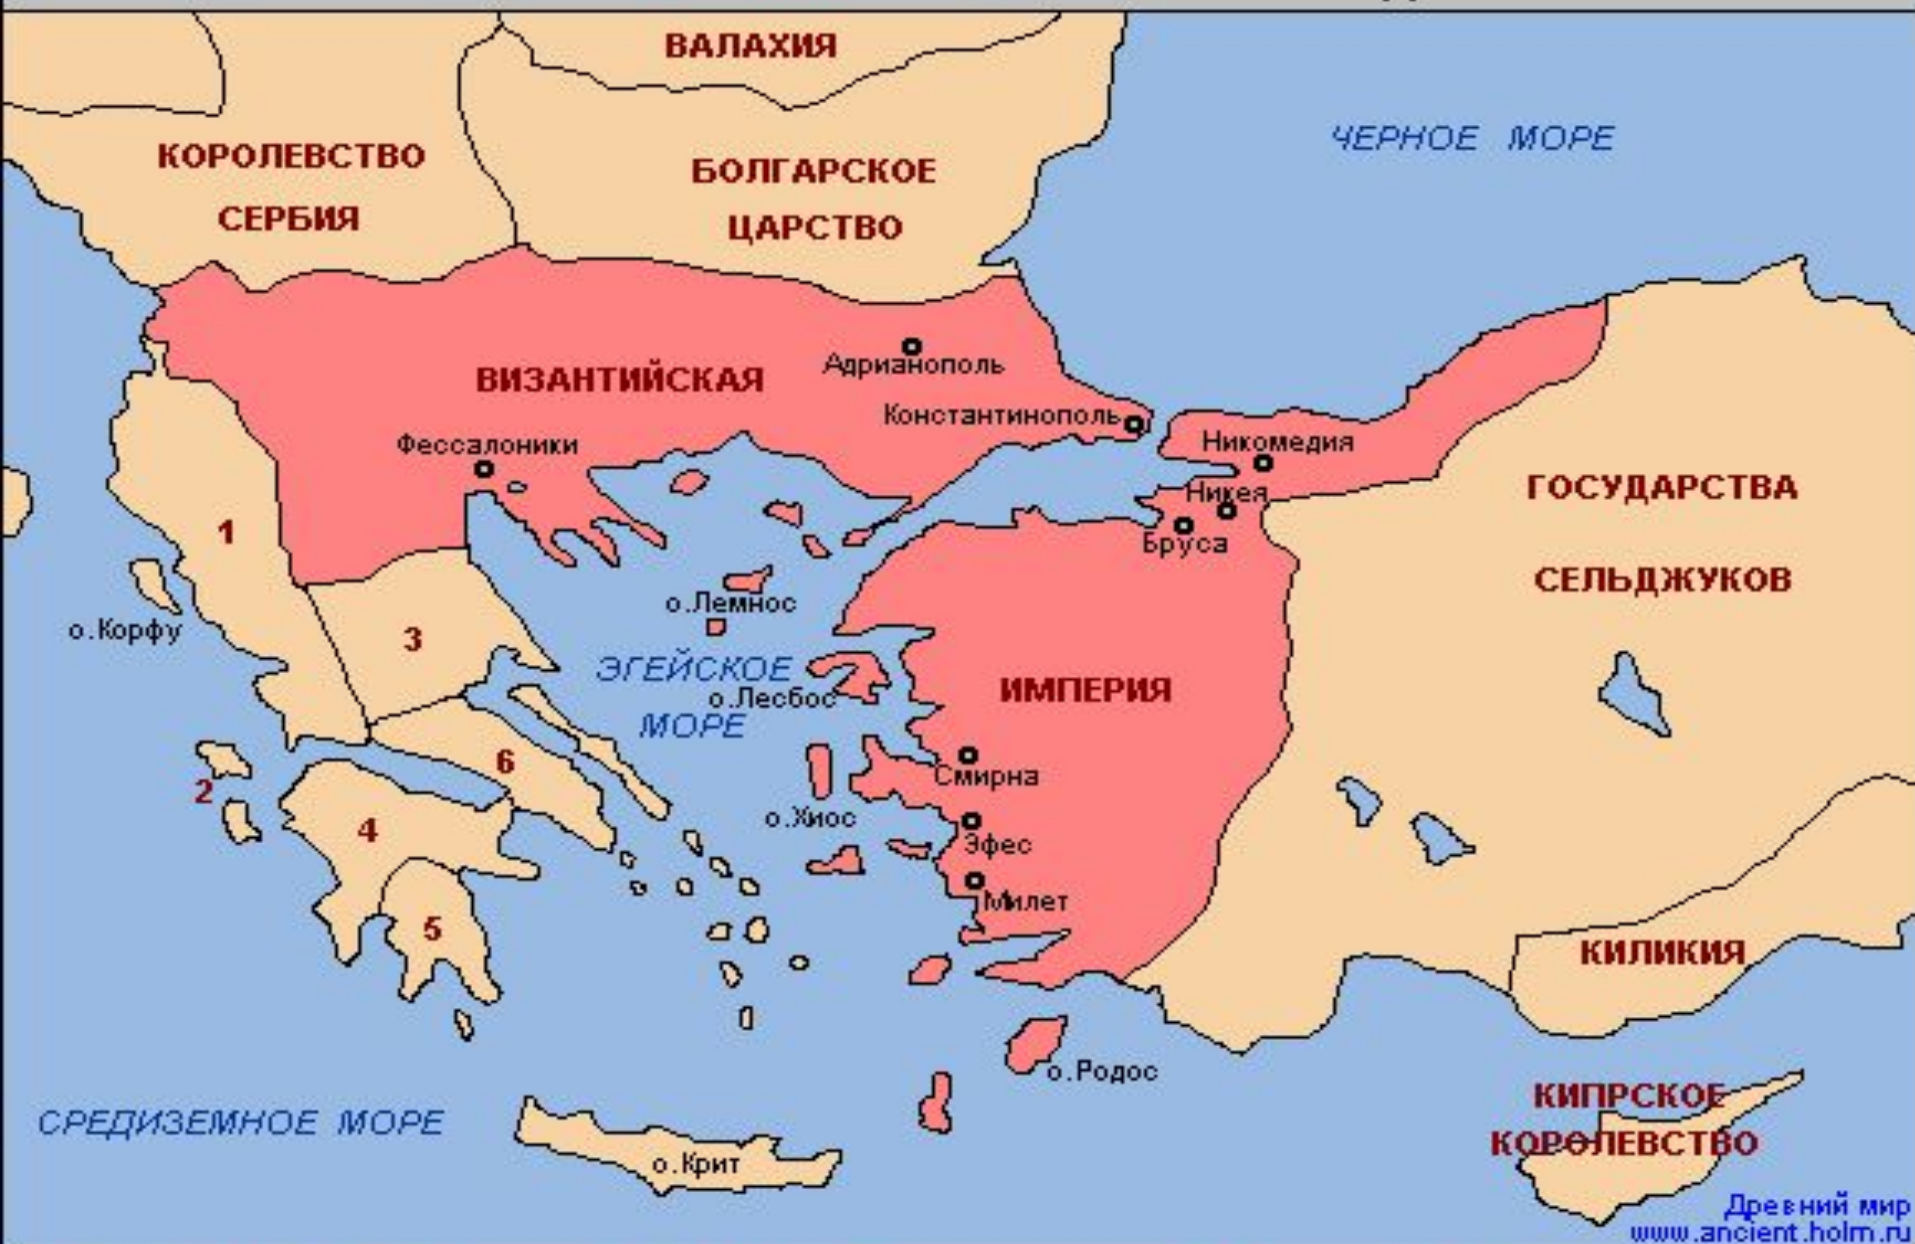 ВАЛАХИЯ
ЧЕРНОЕ МОРЕ
КОРОЛЕВСТВО
СЕРБИЯ
БОЛГАРСКОЕ
ЦАРСТВО
ВИЗАНТИЙСКАЯ
Адрианополь
Константинополь
Фессалоники
Никомедия
Никея
Бруса
ГОСУДАРСТВА
СЕЛЬДЖУКОВ
1
о.Корфу
3
о.Лемнос
ЭГЕЙСКОЕ
о.Лесбос
МОРЕ
ИМПЕРИЯ
6
2
4
5
Смирна
о.Хиос
Эфес
Милет
КИЛИКИЯ
о.Родос
СРЕДИЗЕМНОЕ МОРЕ
о.Крит
КИПРСКОЕ
КОРОЛЕВСТВО
Древний мир
www.ancient.holm.ru